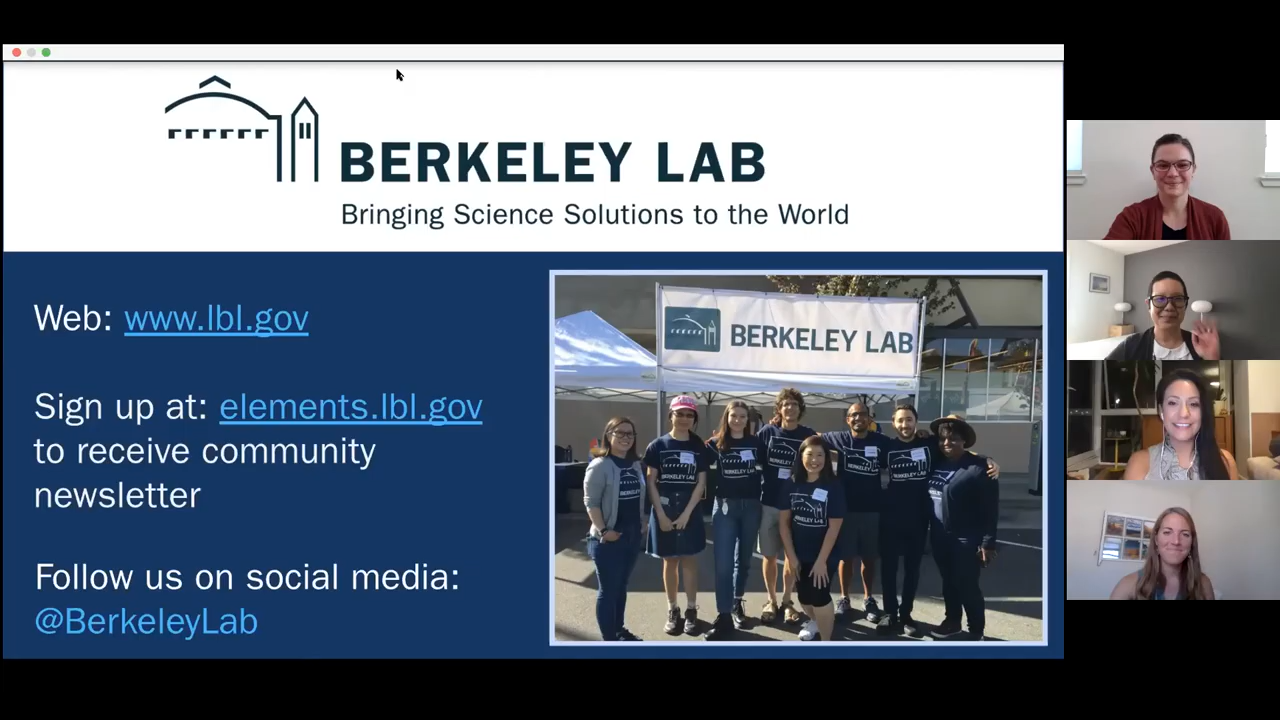 BERKELEY LAB
Bringing Science Solutions to the World
Web: www.lbl.gov
Sign up at: elements.lbl.gov
to receive community
newsletter
Follow us on social media:
@BerkeleyLab
BERKELEY LAB